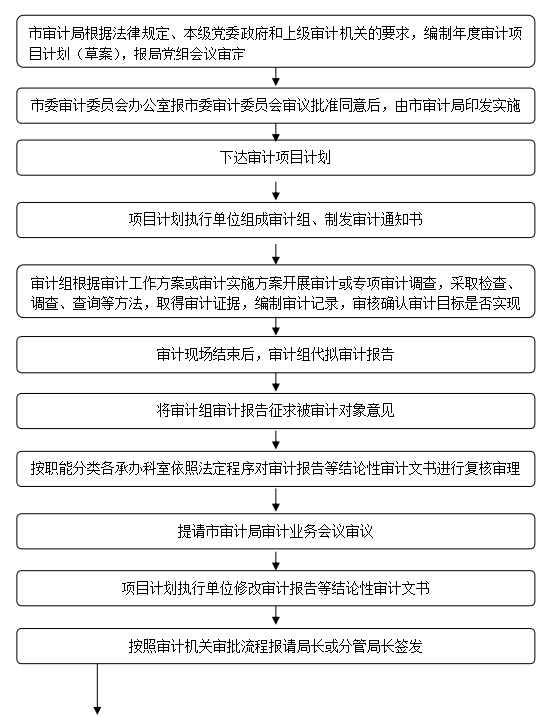 市审计局根据法律规定、本级党委政府和上级审计机关的要求，编制年度审计项
目计划（草案），报局党组会议审定
市委审计委员会办公室报市委审计委员会审议批准同意后，由市审计局印发实施
下达审计项目计划
项目计划执行单位组成审计组、制发审计通知书
审计组根据审计工作方案或审计实施方案开展审计或专项审计调查，采取检查、
调查、查询等方法，取得审计证据，编制审计记录，审核确认审计目标是否实现
审计现场结束后，审计组代拟审计报告
将审计组审计报告征求被审计对象意见
按职能分类各承办科室依照法定程序对审计报告等结论性审计文书进行复核审理
提请市审计局审计业务会议审议
项目计划执行单位修改审计报告等结论性审计文书
按照审计机关审批流程报请局长或分管局长签发